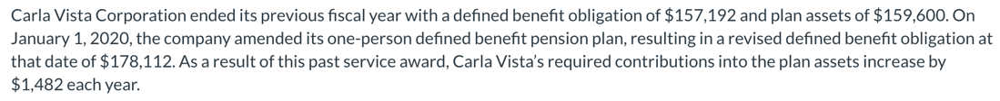 Carla Vista Corporation ended its previous fiscal year with a defined benefit obligation of $157,192 and plan assets of $159,600. On
January 1, 2020, the company amended its one-person defined benefit pension plan, resulting in a revised defined benefit obligation at
that date of $178,112. As a result of this past service award, Carla Vista's required contributions into the plan assets increase by
$1,482 each year.